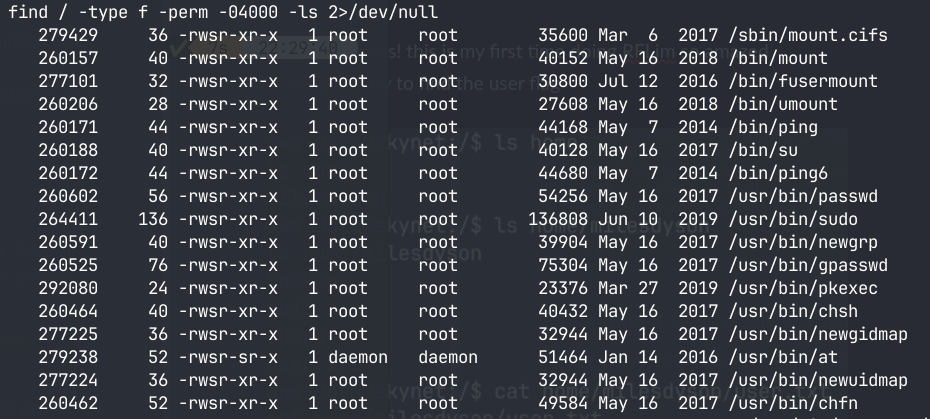 find / -type f -perm -04000 -ls 2>/dev/null
279429 36 -rwsr-xr-x 1 root root 35600 Mar 6 2017 /sbin/mount.cifs
260157 40 -rwsr-xr-x 1 root root 40152 May 16 2018 /bin/mount
277101 32 -rwsr-xr-x 1 root root 30800 Jul 12 2016 /bin/fusermount
260206 28 -rwsr-xr-x 1 root root 27608 May 16 2018 /bin/umount
260171 44 -rwsr-xr-x 1 root root 44168 May 7 2014 /bin/ping
260188 40 -rwsr-xr-x 1 root root 40128 May 16 2017 /bin/su
260172 44 -rwsr-xr-x 1 root root 44680 May 7 2014 /bin/ping6
260602 56 -rwsr-xr-x 1 root root 54256 May 16 2017 /usr/bin/passwd
264411 136 -rwsr-xr-x 1 root root 136808 Jun 10 2019 /usr/bin/sudo
260591 40 -rwsr-xr-x 1 root root 39904 May 16 2017 /usr/bin/newgrp
260525 76 -rwsr-xr-x 1 root root 75304 May 16 2017 /usr/bin/gpasswd
292080 24 -rwsr-xr-x 1 root root 23376 Mar 27 2019 /usr/bin/pkexec
260464 40 -rwsr-xr-x 1 root root 40432 May 16 2017 /usr/bin/chsh
277225 36 -rwsr-xr-x 1 root root 32944 May 16 2017 /usr/bin/newgidmap
279238 52 -rwsr-sr-x 1 daemon daemon 51464 Jan 14 2016 /usr/bin/at
277224 36 -rwsr-xr-x 1 root root 32944 May 16 2017 /usr/bin/newuidmap
260462 52 -rwsr-xr-x 1 root root 49584 May 16 2017 /usr/bin/chfn